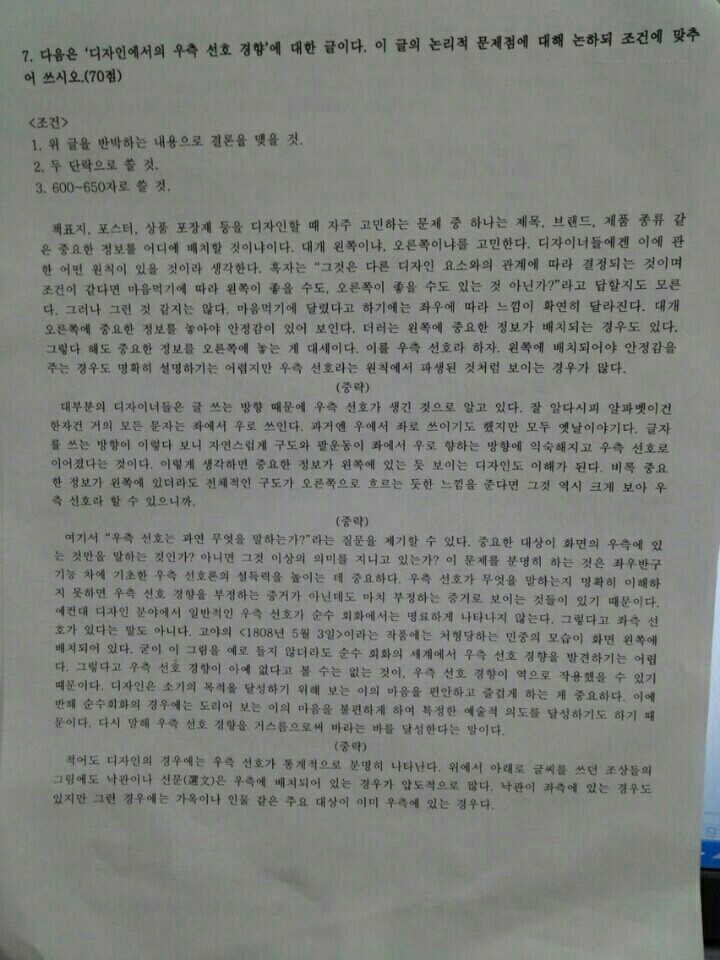 7. 다음은 ‘디자인에서의 우측 선호 경향’에 대한 글이다. 이 글의 논리적 문제점에 대해 논하되 조건에 맞추
어 쓰시오.(70점)
<조건>
1. 위 글을 반박하는 내용으로 결론을 맺을 것.
2. 두 단락으로 쓸 것.
3. 600~650자로 쓸 것.
책표지, 포스터, 상품 포장재 등을 디자인할 때 자주 고민하는 문제 중 하나는 제목, 브랜드, 제품 종류 같
은 중요한 정보를 어디에 배치할 것이냐이다. 대개 왼쪽이냐, 오른쪽이냐를 고민한다. 디자이너들에겐 이에 관
한 어떤 원칙이 있을 것이라 생각한다. 혹자는 “그것은 다른 디자인 요소와의 관계에 따라 결정되는 것이며
조건이 같다면 마음먹기에 따라 왼쪽이 좋을 수도, 오른쪽이 좋을 수도 있는 것 아닌가?”라고 답할지도 모른
다. 그러나 그런 것 같지는 않다. 마음먹기에 달렸다고 하기에는 좌우에 따라 느낌이 확연히 달라진다. 대개
오른쪽에 중요한 정보를 놓아야 안정감이 있어 보인다. 더러는 왼쪽에 중요한 정보가 배치되는 경우도 있다.
그렇다 해도 중요한 정보를 오른쪽에 놓는 게 대세이다. 이를 우측 선호라 하자. 왼쪽에 배치되어야 안정감을
주는 경우도 명확히 설명하기는 어렵지만 우측 선호라는 원칙에서 파생된 것처럼 보이는 경우가 많다.
(중략)
대부분의 디자이너들은 글 쓰는 방향 때문에 우측 선호가 생긴 것으로 알고 있다. 잘 알다시피 알파벳이건
한자건 거의 모든 문자는 좌에서 우로 쓰인다. 과거엔 우에서 좌로 쓰이기도 했지만 모두 옛날이야기다. 글자
를 쓰는 방향이 이렇다 보니 자연스럽게 구도와 팔운동이 좌에서 우로 향하는 방향에 익숙해지고 우측 선호로
이어졌다는 것이다. 이렇게 생각하면 중요한 정보가 왼쪽에 있는 듯 보이는 디자인도 이해가 된다. 비록 중요
한 정보가 왼쪽에 있더라도 전체적인 구도가 오른쪽으로 흐르는 듯한 느낌을 준다면 그것 역시 크게 보아 우
측 선호라 할 수 있으니까.
(중략)
여기서 “우측 선호는 과연 무엇을 말하는가?”라는 질문을 제기할 수 있다. 중요한 대상이 화면의 우측에 있
는 것만을 말하는 것인가? 아니면 그것 이상의 의미를 지니고 있는가? 이 문제를 분명히 하는 것은 좌우반구
기능 차에 기초한 우측 선호론의 설득력을 높이는 데 중요하다. 우측 선호가 무엇을 말하는지 명확히 이해하
지 못하면 우측 선호 경향을 부정하는 증거가 아닌데도 마치 부정하는 증거로 보이는 것들이 있기 때문이다.
예컨대 디자인 분야에서 일반적인 우측 선호가 순수 회화에서는 명료하게 나타나지 않는다. 그렇다고 좌측 선
호가 있다는 말도 아니다. 고야의 <1808년 5월 3일>이라는 작품에는 처형당하는 민중의 모습이 화면 왼쪽에
배치되어 있다. 굳이 이 그림을 예로 들지 않더라도 순수 회화의 세계에서 우측 선호 경향을 발견하기는 어렵
다. 그렇다고 우측 선호 경향이 아예 없다고 볼 수는 없는 것이, 우측 선호 경향이 역으로 작용했을 수 있기
때문이다. 디자인은 소기의 목적을 달성하기 위해 보는 이의 마음을 편안하고 즐겁게 하는 게 중요하다. 이에
반해 순수회화의 경우에는 도리어 보는 이의 마음을 불편하게 하여 특정한 예술적 의도를 달성하기도 하기 때
문이다. 다시 말해 우측 선호 경향을 거스름으로써 바라는 바를 달성한다는 말이다.
(중략)
적어도 디자인의 경우에는 우측 선호가 통계적으로 분명히 나타난다. 위에서 아래로 글씨를 쓰던 조상들의
그림에도 낙관이나 선문(選文)은 우측에 배치되어 있는 경우가 압도적으로 많다. 낙관이 좌측에 있는 경우도
있지만 그런 경우에는 가옥이나 인물 같은 주요 대상이 이미 우측에 있는 경우다.